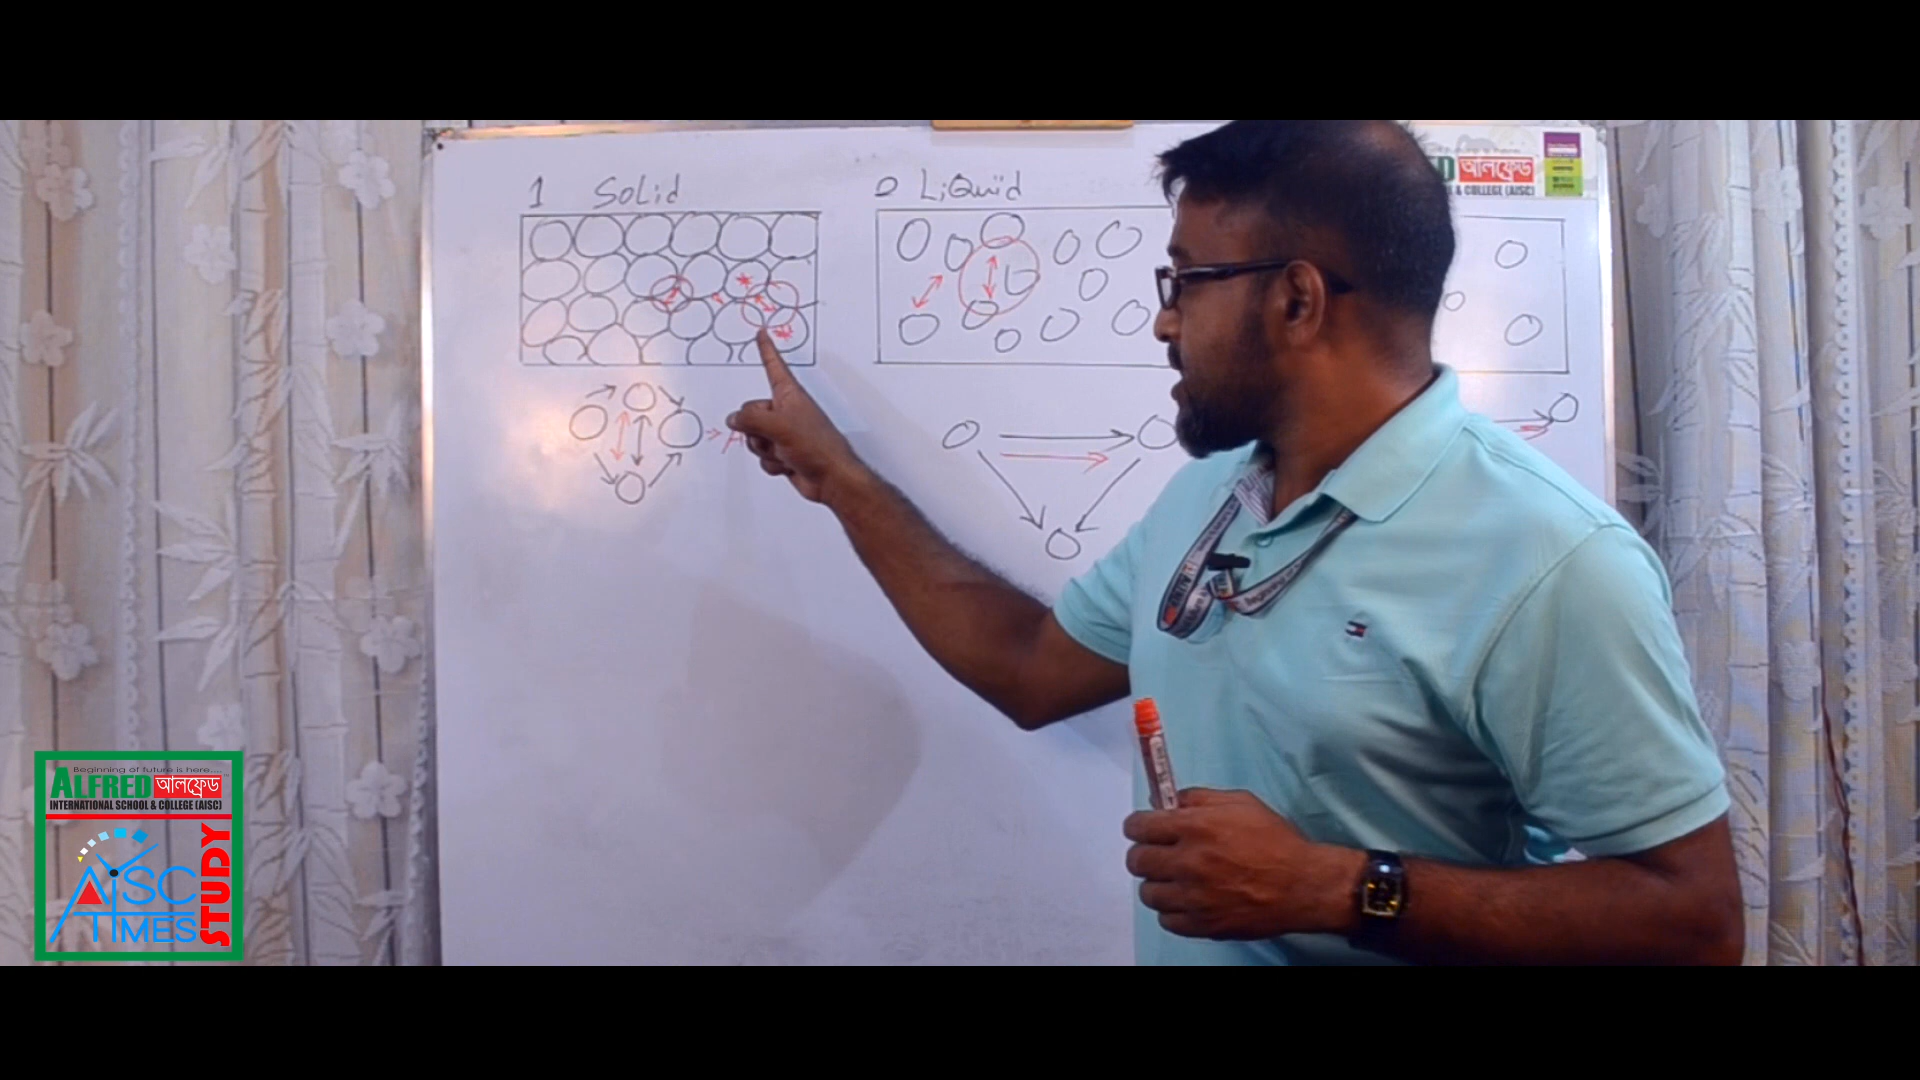 1 Solid
2 LiQuid
D আলফ্রেড
& COLLEGE (AISC)
Beginning of future is here....
ALFRED আলফ্রেড
INTERNATIONAL SCHOOL & COLLEGE (AISC)
AISC
TIMES
STUDY